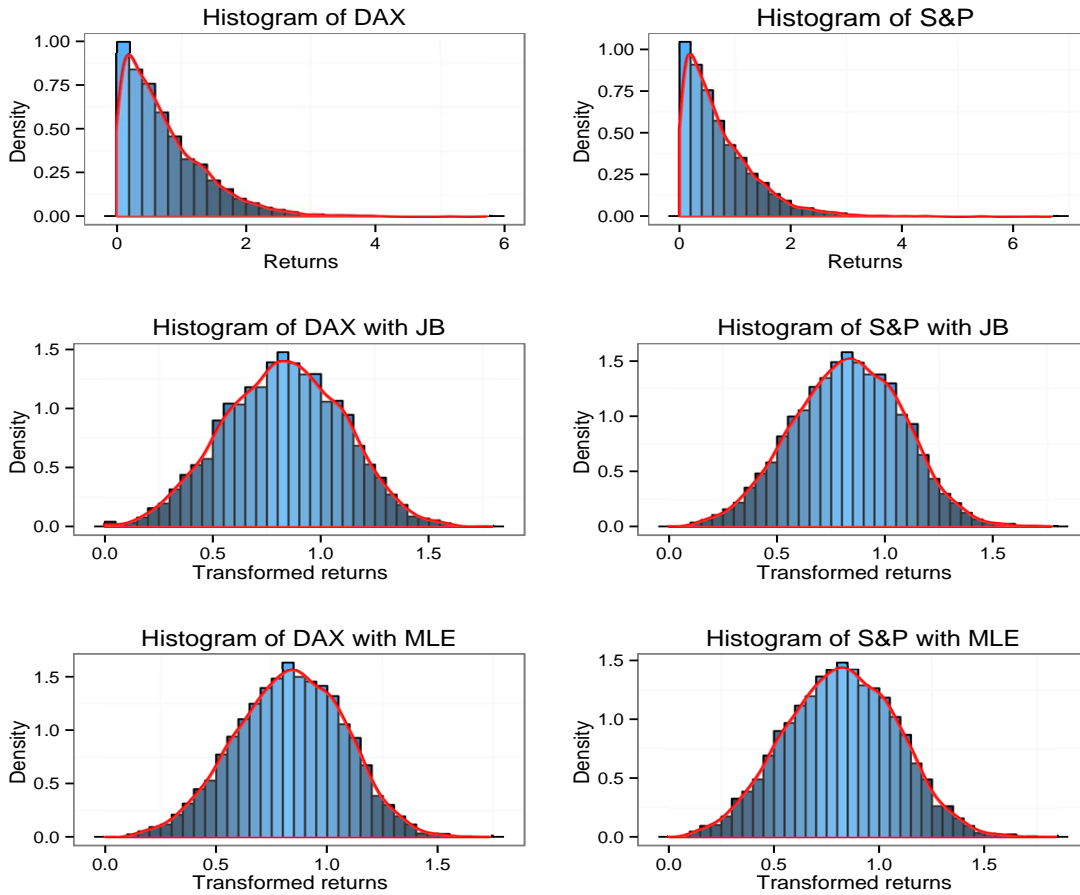 Histogram of DAX
Density
1.00
0.75
0.50
0.25
0.00
0 2 4 6
Returns
Histogram of S&P
Density
1.00
0.75
0.50
0.25
0.00
0 2 4 6
Returns
Histogram of DAX with JB
Density
1.5
1.0
0.5
0.0
0.0 0.5 1.0 1.5
Transformed returns
Histogram of S&P with JB
Density
1.5
1.0
0.5
0.0
0.0 0.5 1.0 1.5
Transformed returns
Histogram of DAX with MLE
Density
1.5
1.0
0.5
0.0
0.0 0.5 1.0 1.5
Transformed returns
Histogram of S&P with MLE
Density
1.5
1.0
0.5
0.0
0.0 0.5 1.0 1.5
Transformed returns